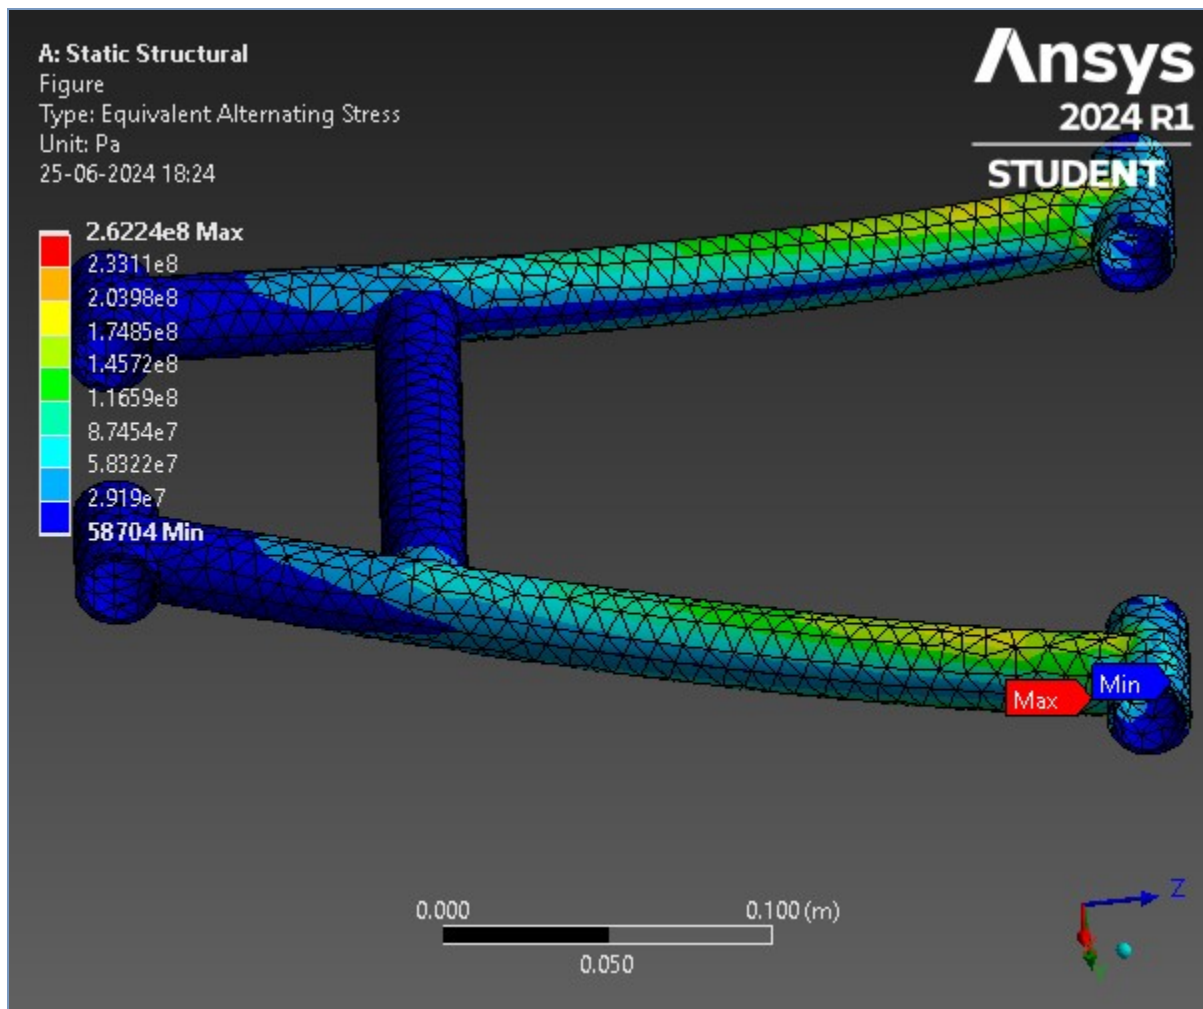 A: Static Structural
Figure
Type: Equivalent Alternating Stress
Unit: Pa
25-06-2024 18:24
Ansys
2024 R1
STUDENT
2.6224e8 Max
2.3311e8
2.0398e8
1.7485e8
1.4572e8
1.1659e8
8.7454e7
5.8322e7
2.919e7
58704 Min
Max
Min
0.000
0.100 (m)
0.050
Z